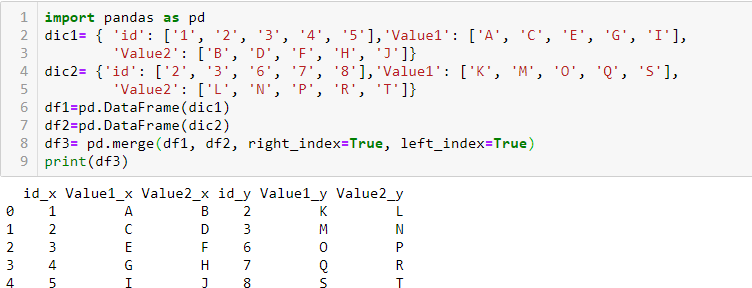 1 import pandas as pd
2 dic1= { 'id': ['1', '2', '3', '4', '5'],'Value1': ['A', 'C', 'E', 'G', 'I'],
3         'Value2': ['B', 'D', 'F', 'H', 'J']}
4 dic2= {'id': ['2', '3', '6', '7', '8'],'Value1': ['K', 'M', 'O', 'Q', 'S'],
5         'Value2': ['L', 'N', 'P', 'R', 'T']}
6 df1=pd.DataFrame(dic1)
7 df2=pd.DataFrame(dic2)
8 df3= pd.merge(df1, df2, right_index=True, left_index=True)
9 print(df3)
  id_x Value1_x Value2_x id_y Value1_y Value2_y
0    1        A        B    2        K        L
1    2        C        D    3        M        N
2    3        E        F    6        O        P
3    4        G        H    7        Q        R
4    5        I        J    8        S        T